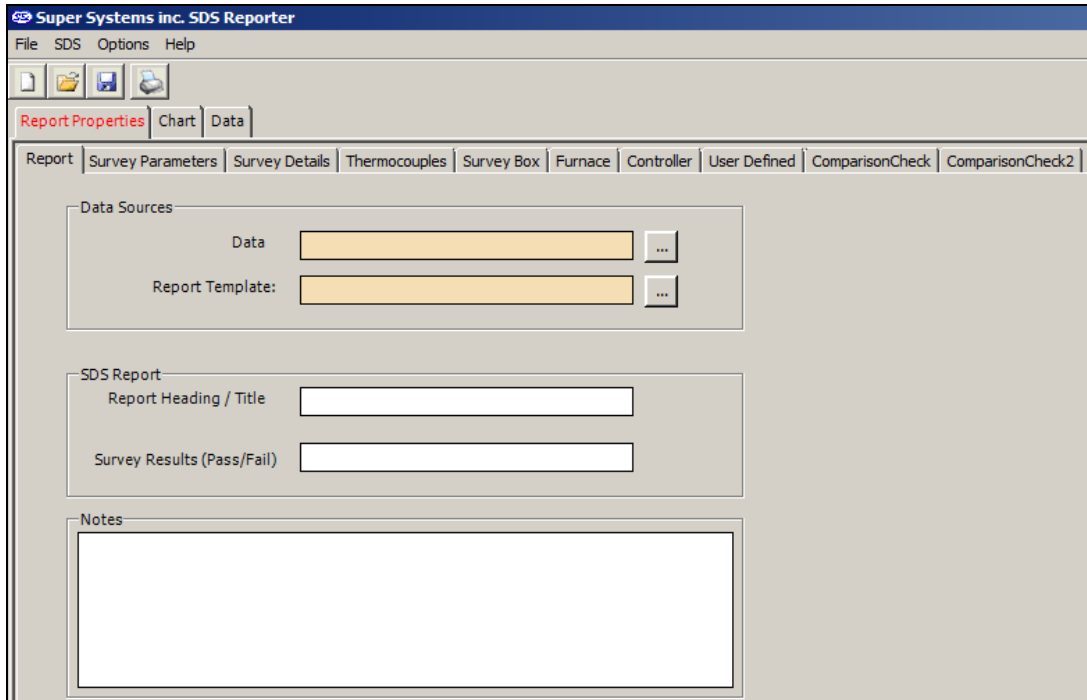 SDS Super Systems inc. SDS Reporter
File SDS Options Help
Report Properties Chart Data
Report Survey Parameters Survey Details Thermocouples Survey Box Furnace Controller User Defined ComparisonCheck ComparisonCheck2
Data Sources
Data ...
Report Template: ...
SDS Report
Report Heading / Title
Survey Results (Pass/Fail)
Notes